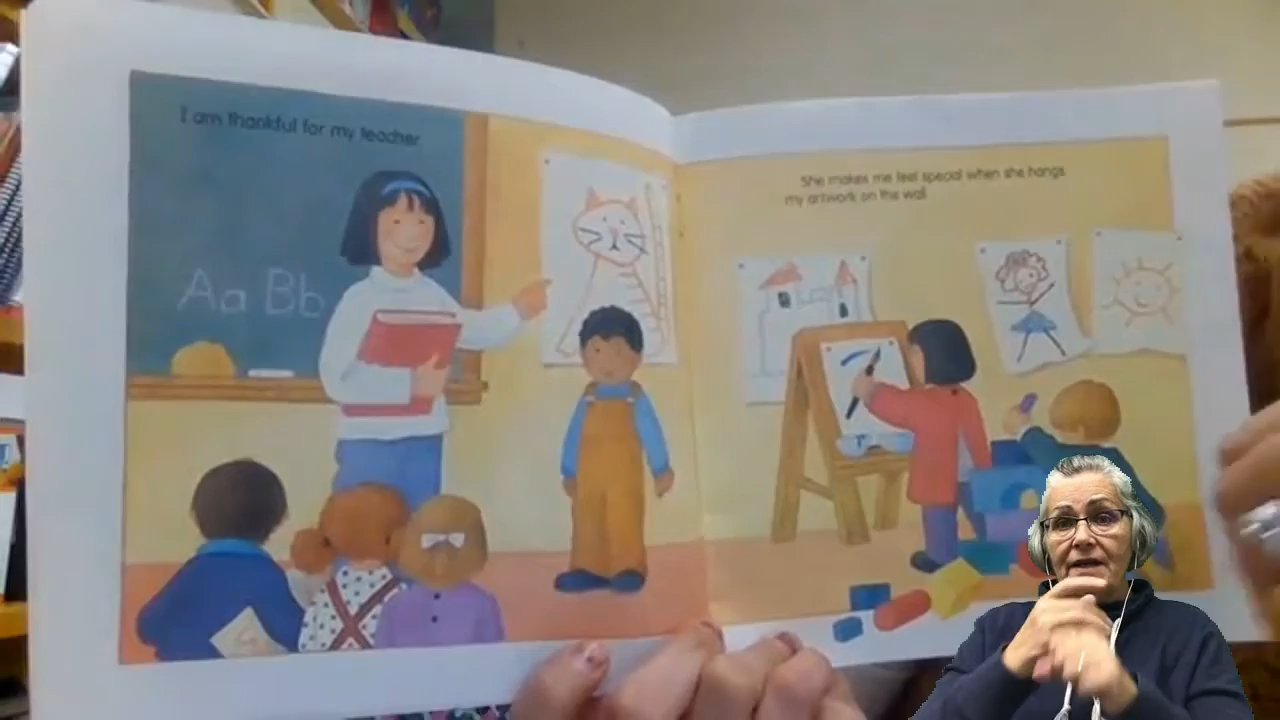 I am thankful for my teacher.
Aa Bb
She makes me feel special when she hangs
my artwork on the wall.